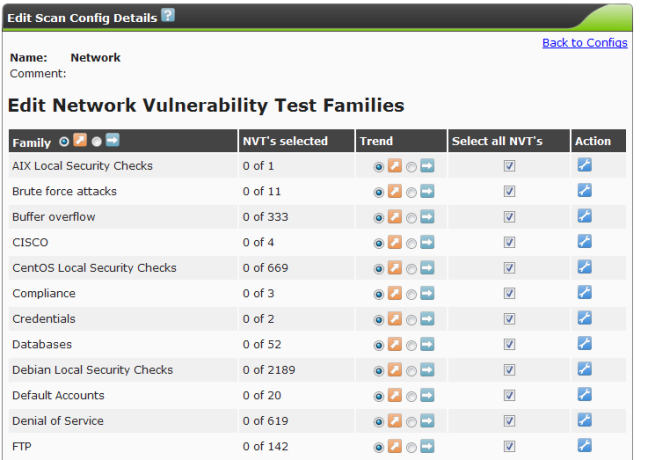 Edit Scan Config Details ?
Back to Configs
Name: Network
Comment:
Edit Network Vulnerability Test Families
Family NVT's selected Trend Select all NVT's Action
AIX Local Security Checks 0 of 1
Brute force attacks 0 of 11
Buffer overflow 0 of 333
CISCO 0 of 4
CentOS Local Security Checks 0 of 669
Compliance 0 of 3
Credentials 0 of 2
Databases 0 of 52
Debian Local Security Checks 0 of 2189
Default Accounts 0 of 20
Denial of Service 0 of 619
FTP 0 of 142